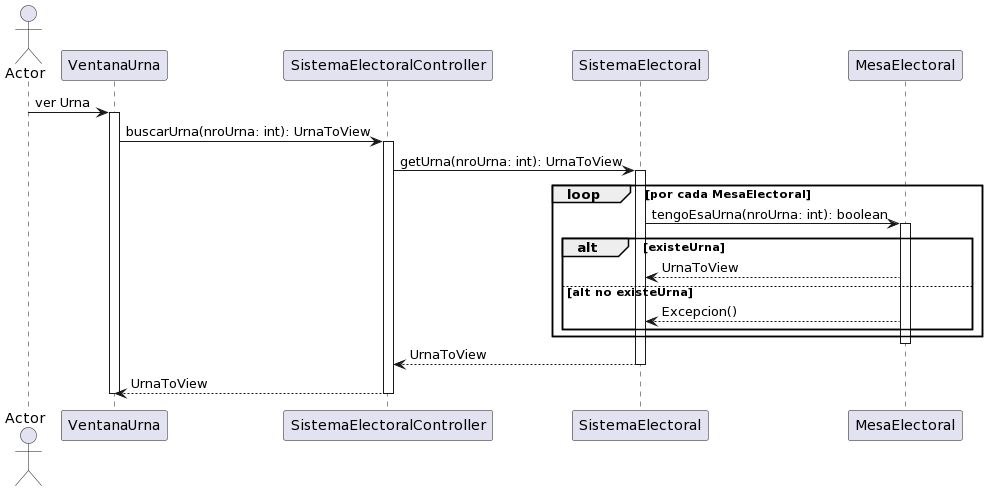 Actor
VentanaUrna
SistemaElectoralController
SistemaElectoral
MesaElectoral
ver Urna
buscarUrna(nroUrna: int): UrnaToView
getUrna(nroUrna: int): UrnaToView
loop [por cada MesaElectoral]
tengoEsaUrna(nroUrna: int): boolean
alt [existeUrna]
UrnaToView
[alt no existeUrna]
Excepcion()
UrnaToView
UrnaToView
Actor
VentanaUrna
SistemaElectoralController
SistemaElectoral
MesaElectoral